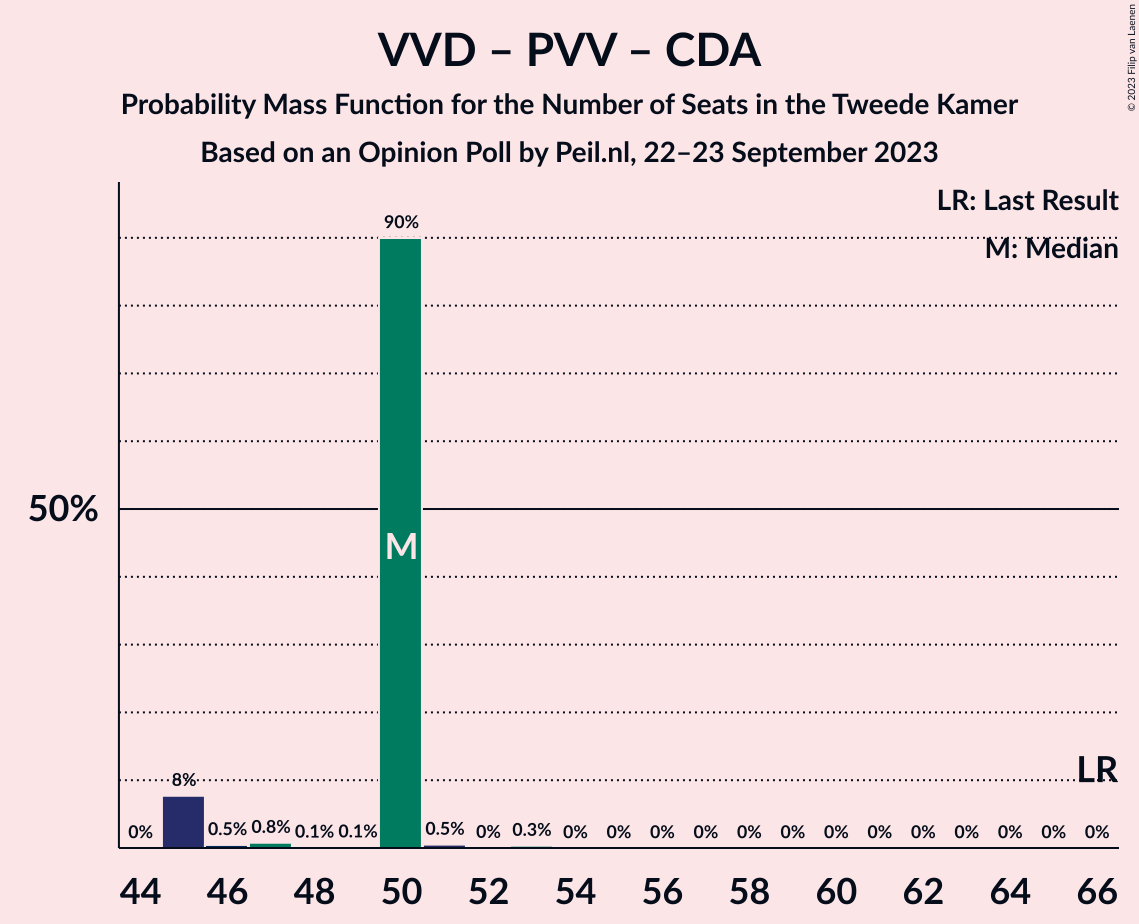 VVD – PVV – CDA
Probability Mass Function for the Number of Seats in the Tweede Kamer
Based on an Opinion Poll by Peil.nl, 22–23 September 2023
© 2023 Filip van Laenen
LR: Last Result
M: Median
90%
50%
M
LR
0% 8% 0.5% 0.8% 0.1% 0.1% 0.5% 0% 0.3% 0% 0% 0% 0% 0% 0% 0% 0% 0% 0% 0% 0% 0%
44 46 48 50 52 54 56 58 60 62 64 66